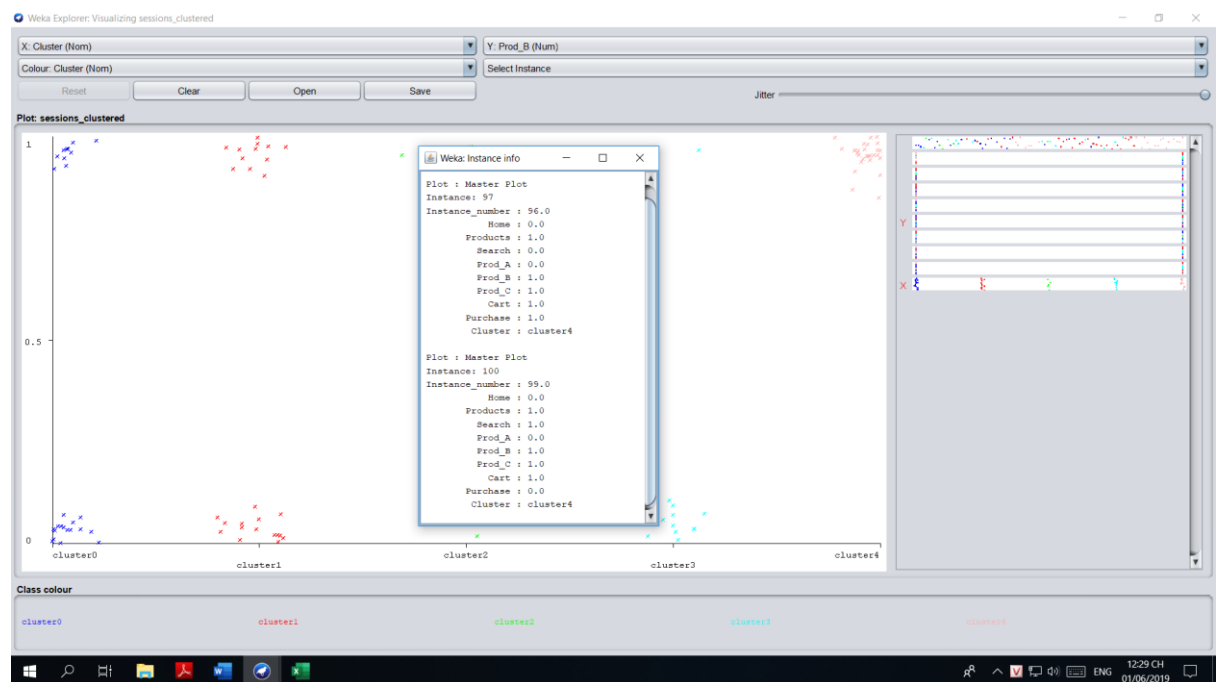 Weka Explorer: Visualizing sessions_clustered
X: Cluster (Nom)
Y: Prod_B (Num)
Colour: Cluster (Nom)
Select Instance
Reset
Clear
Open
Save
Jitter
Plot: sessions_clustered
1
0.5
0
cluster0
cluster1
cluster2
cluster3
cluster4
Y
X
Weka: Instance info
Plot : Master Plot
Instance: 97
Instance_number : 96.0
Home : 0.0
Products : 1.0
Search : 0.0
Prod_A : 0.0
Prod_B : 1.0
Prod_C : 1.0
Cart : 1.0
Purchase : 1.0
Cluster : cluster4
Plot : Master Plot
Instance: 100
Instance_number : 99.0
Home : 0.0
Products : 1.0
Search : 1.0
Prod_A : 0.0
Prod_B : 1.0
Prod_C : 1.0
Cart : 1.0
Purchase : 0.0
Cluster : cluster4
Class colour
cluster0
cluster1
cluster2
cluster3
cluster4
V
ENG
12:29 CH
01/06/2019